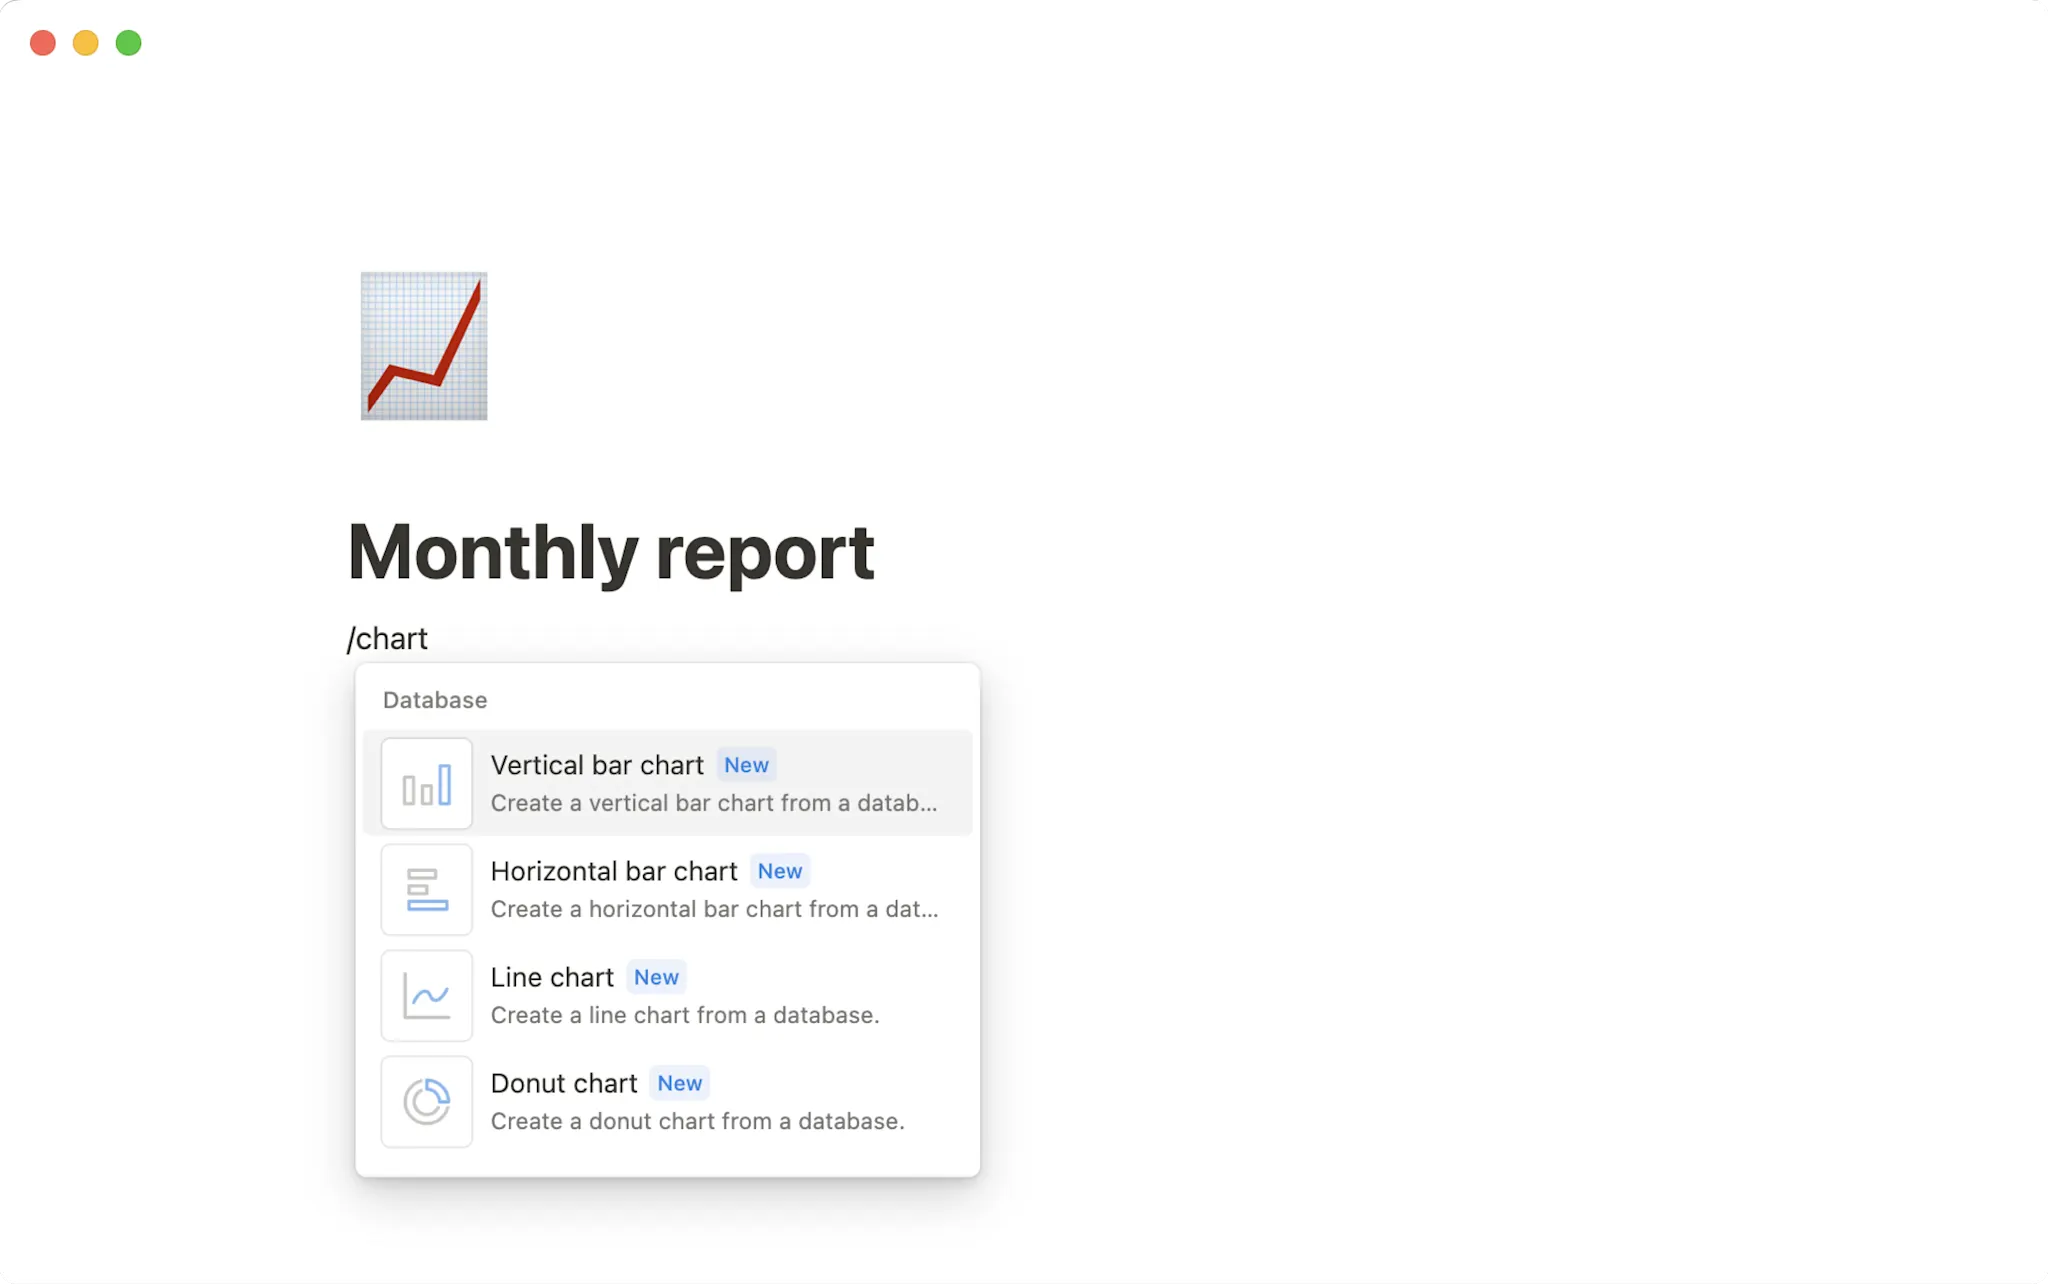 Monthly report
/chart
Database
Vertical bar chart New
Create a vertical bar chart from a datab...
Horizontal bar chart New
Create a horizontal bar chart from a dat...
Line chart New
Create a line chart from a database.
Donut chart New
Create a donut chart from a database.